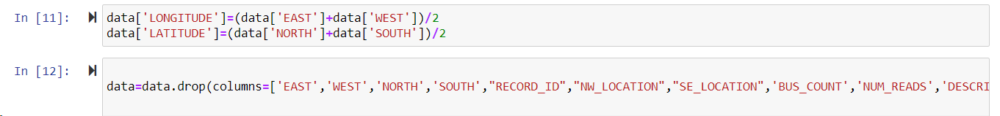 In [11]:
data['LONGITUDE']=(data['EAST']+data['WEST'])/2
data['LATITUDE']=(data['NORTH']+data['SOUTH'])/2
In [12]:
data=data.drop(columns=['EAST','WEST','NORTH','SOUTH',"RECORD_ID","NW_LOCATION","SE_LOCATION",'BUS_COUNT','NUM_READS','DESCRI